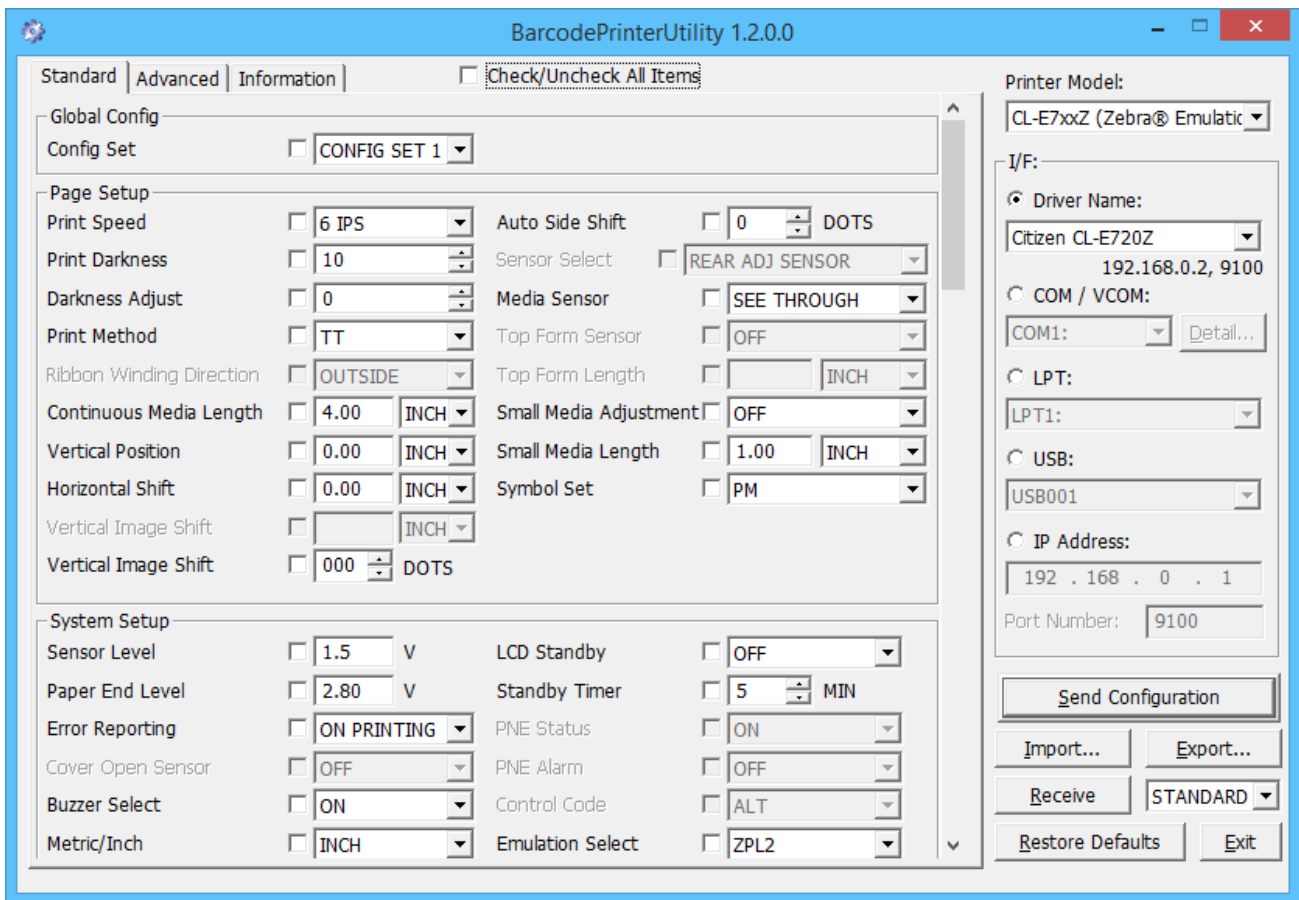 BarcodePrinterUtility 1.2.0.0
Standard Advanced Information Check/Uncheck All Items
Global Config
Config Set CONFIG SET 1
Page Setup
Print Speed 6 IPS Auto Side Shift 0 DOTS
Print Darkness 10 Sensor Select REAR ADJ SENSOR
Darkness Adjust 0 Media Sensor SEE THROUGH
Print Method TT Top Form Sensor OFF
Ribbon Winding Direction OUTSIDE Top Form Length INCH
Continuous Media Length 4.00 INCH Small Media Adjustment OFF
Vertical Position 0.00 INCH Small Media Length 1.00 INCH
Horizontal Shift 0.00 INCH Symbol Set PM
Vertical Image Shift INCH
Vertical Image Shift 000 DOTS
System Setup
Sensor Level 1.5 V LCD Standby OFF
Paper End Level 2.80 V Standby Timer 5 MIN
Error Reporting ON PRINTING PNE Status ON
Cover Open Sensor OFF PNE Alarm OFF
Buzzer Select ON Control Code ALT
Metric/Inch INCH Emulation Select ZPL2
Printer Model:
CL-E7xxZ (Zebra® Emulatic
I/F:
Driver Name:
Citizen CL-E720Z
192.168.0.2, 9100
COM / VCOM:
COM1: Detail...
LPT:
LPT1:
USB:
USB001
IP Address:
192 . 168 . 0 . 1
Port Number: 9100
Send Configuration
Import... Export...
Receive STANDARD
Restore Defaults Exit